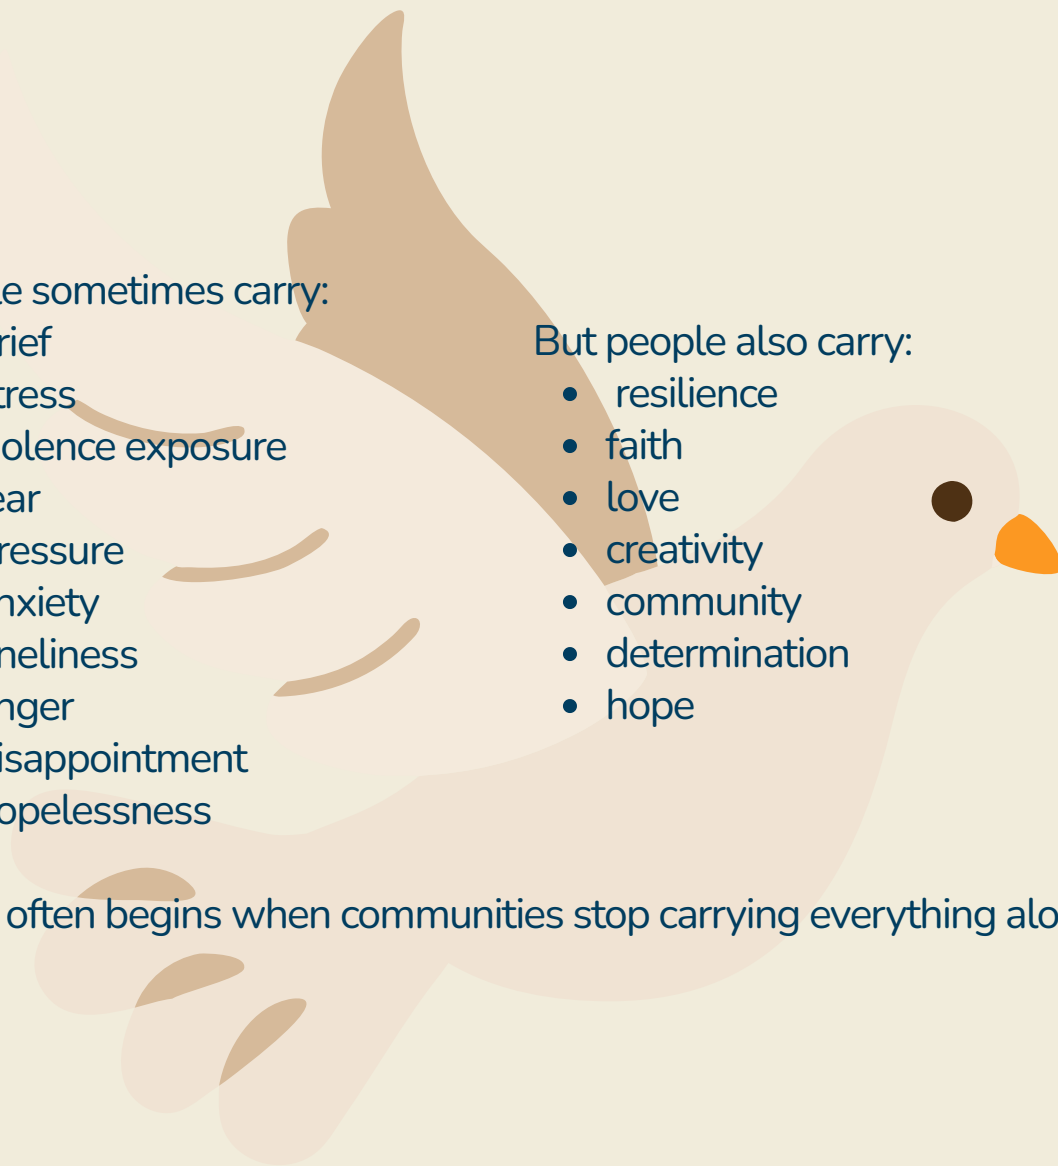 le sometimes carry:
rief
tress
olence exposure
ear
ressure
nxiety
neliness
nger
isappointment
opelessness
But people also carry:
• resilience
• faith
• love
• creativity
• community
• determination
• hope
often begins when communities stop carrying everything alo